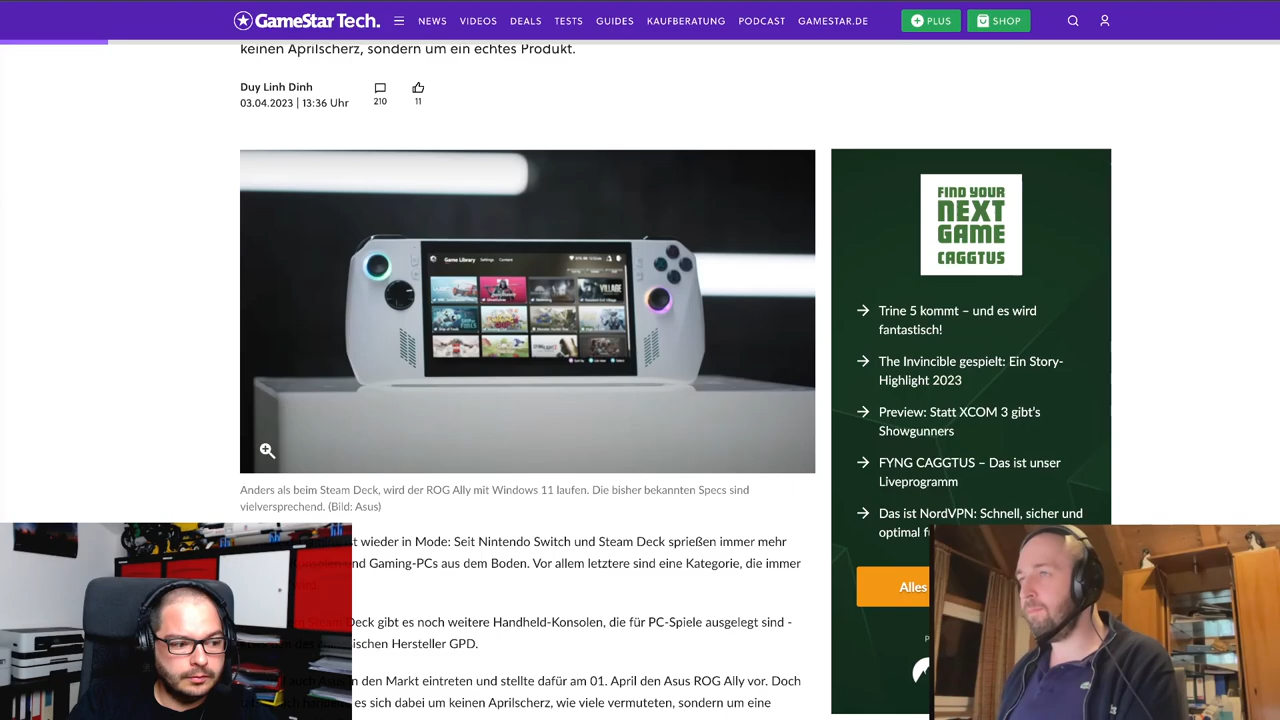 GameStar Tech.
NEWS VIDEOS DEALS TESTS GUIDES KAUFBERATUNG PODCAST GAMESTAR.DE
PLUS
SHOP
keinen Aprilscherz, sondern um ein echtes Produkt.
Duy Linh Dinh
03.04.2023 | 13:36 Uhr
210
11
Game Library Settings Content
VILLAGE
Anders als beim Steam Deck, wird der ROG Ally mit Windows 11 laufen. Die bisher bekannten Specs sind
vielversprechend. (Bild: Asus)
st wieder in Mode: Seit Nintendo Switch und Steam Deck sprießen immer mehr
und Gaming-PCs aus dem Boden. Vor allem letztere sind eine Kategorie, die immer
Deck gibt es noch weitere Handheld-Konsolen, die für PC-Spiele ausgelegt sind -
ischen Hersteller GPD.
n den Markt eintreten und stellte dafür am 01. April den Asus ROG Ally vor. Doch
es sich dabei um keinen Aprilscherz, wie viele vermuteten, sondern um eine
FIND YOUR
NEXT
GAME
CAGGTUS
Trine 5 kommt – und es wird
fantastisch!
The Invincible gespielt: Ein Story-
Highlight 2023
Preview: Statt XCOM 3 gibt's
Showgunners
FYNG CAGGTUS – Das ist unser
Liveprogramm
Das ist NordVPN: Schnell, sicher und
optimal f
Alles